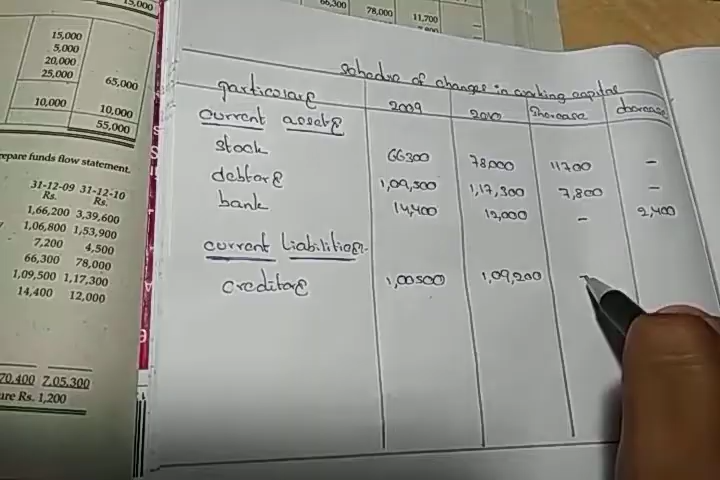 15,000
66,300 78,000 11,700
15,000
5,000
20,000
25,000 65,000
10,000 10,000
55,000
repare funds flow statement.
31-12-09 31-12-10
Rs. Rs.
1,66,200 3,39,600
1,06,800 1,53,900
7,200 4,500
66,300 78,000
1,09,500 1,17,300
14,400 12,000
70,400 7,05,300
ure Rs. 1,200
schedule of changes in working capital
particulars 2009 2010 Increase decrease
current assets
stock 66300 78,000 11700 -
debtors 1,09,500 1,17,300 7,800 -
bank 14,400 12,000 - 2,400
current liabilities:-
creditors 1,00500 1,09,200 -